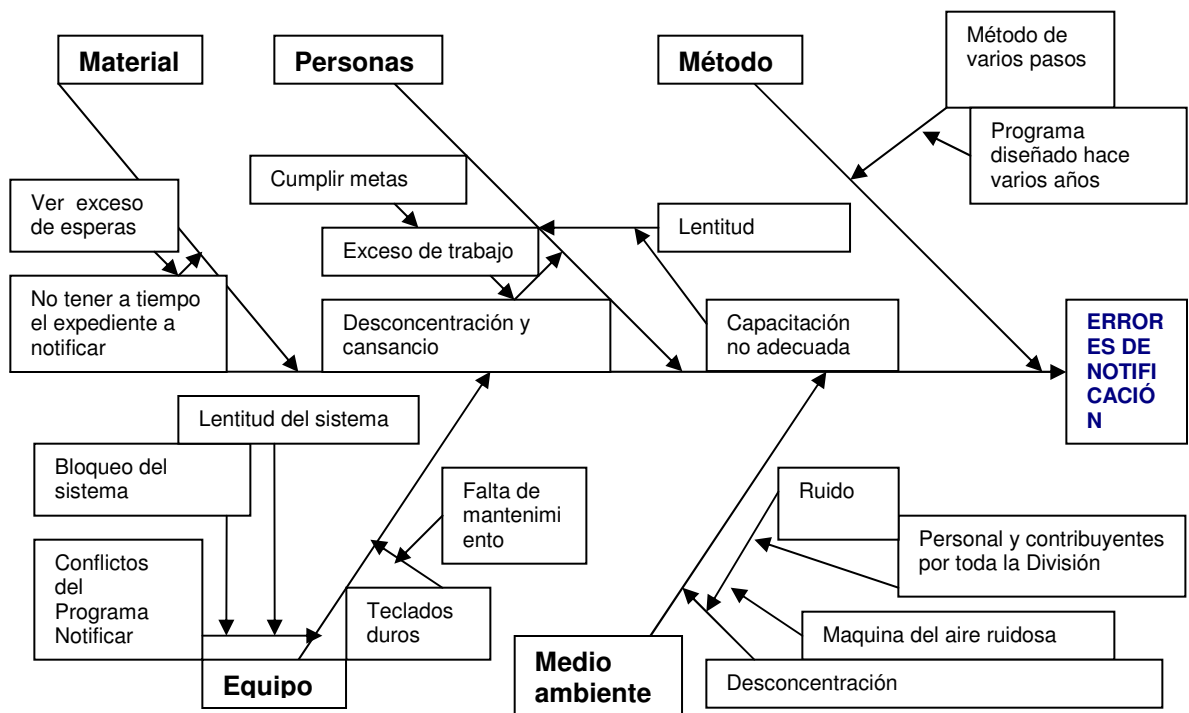 Material
Personas
Método
Método de
varios pasos
Programa
diseñado hace
varios años
Cumplir metas
Ver exceso
de esperas
Lentitud
Exceso de trabajo
No tener a tiempo
el expediente a
notificar
Desconcentración y
cansancio
Capacitación
no adecuada
ERROR
ES DE
NOTIFI
CACIÓ
N
Lentitud del sistema
Bloqueo del
sistema
Falta de
mantenimi
ento
Ruido
Personal y contribuyentes
por toda la División
Conflictos
del
Programa
Notificar
Teclados
duros
Maquina del aire ruidosa
Equipo
Medio
ambiente
Desconcentración